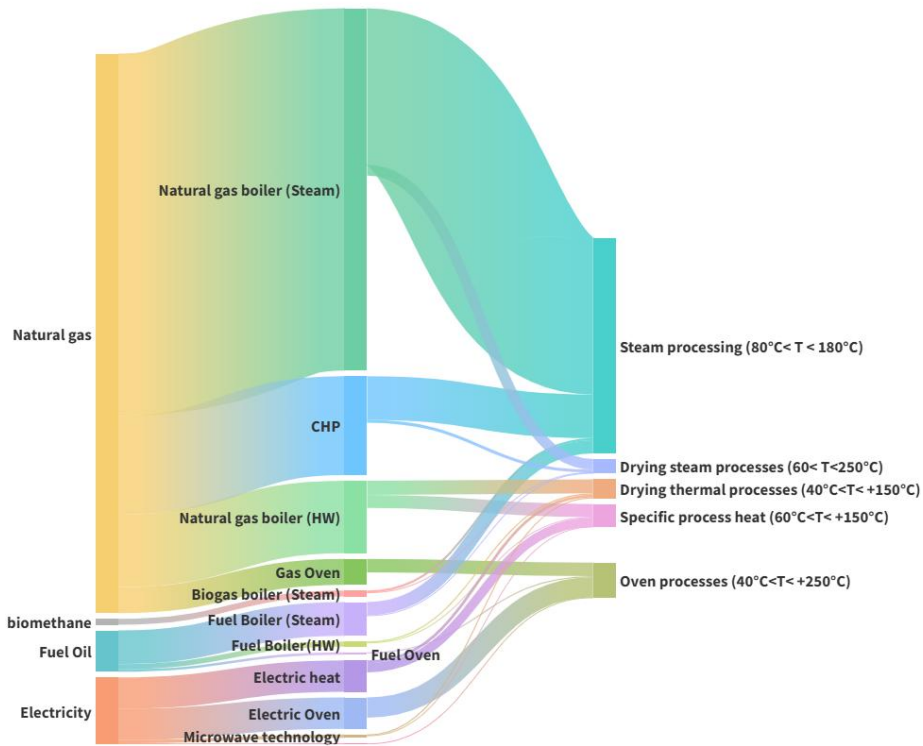 Natural gas boiler (Steam)
Natural gas
Steam processing (80°C< T < 180°C)
CHP
Drying steam processes (60< T<250°C)
Drying thermal processes (40°C<T< +150°C)
Natural gas boiler (HW)
Specific process heat (60°C<T< +150°C)
Gas Oven
Oven processes (40°C<T< +250°C)
Biogas boiler (Steam)
biomethane
Fuel Boiler (Steam)
Fuel Boiler(HW)
Fuel Oil
Fuel Oven
Electric heat
Electricity
Electric Oven
Microwave technology